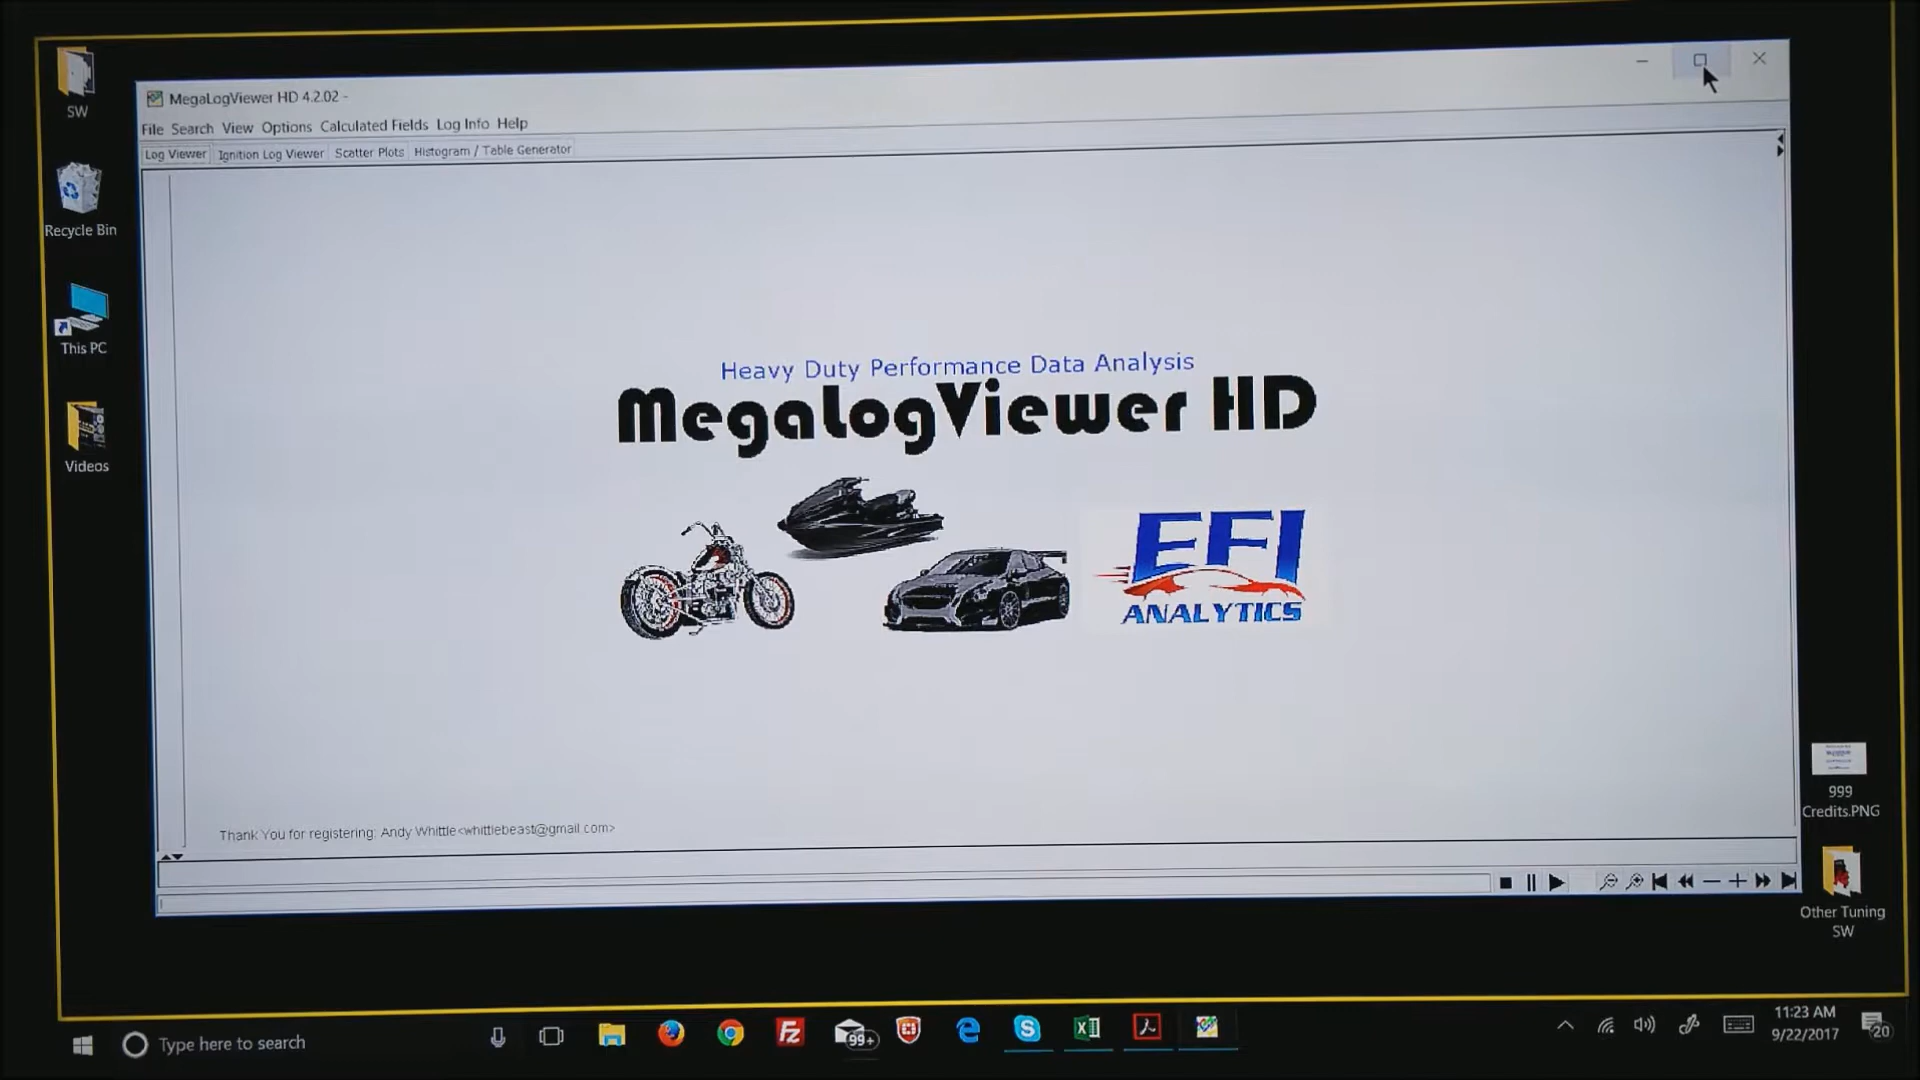 SW
Recycle Bin
This PC
Videos
MegaLogViewer HD 4.2.02 -
File Search View Options Calculated Fields Log Info Help
Log Viewer Ignition Log Viewer Scatter Plots Histogram / Table Generator
Heavy Duty Performance Data Analysis
MegaLogViewer HD
EFI
ANALYTICS
Thank You for registering: Andy Whittle<whittlebeast@gmail.com>
999
Credits.PNG
Other Tuning
SW
Type here to search
Fz
99+
11:23 AM
9/22/2017
20